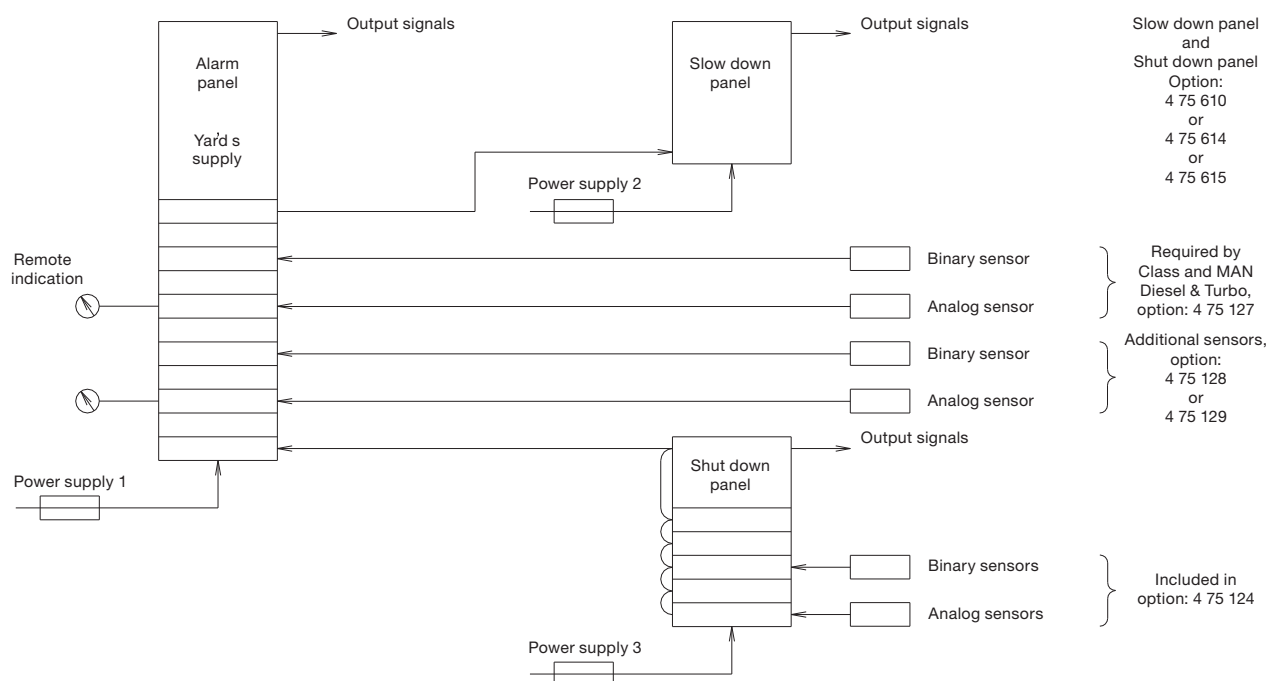 Output signals
Alarm
panel
Yard's
supply
Output signals
Slow down
panel
Power supply 2
Slow down panel
and
Shut down panel
Option:
4 75 610
or
4 75 614
or
4 75 615
Remote
indication
Binary sensor
Analog sensor
Required by
Class and MAN
Diesel & Turbo,
option: 4 75 127
Binary sensor
Analog sensor
Additional sensors,
option:
4 75 128
or
4 75 129
Power supply 1
Output signals
Shut down
panel
Binary sensors
Analog sensors
Included in
option: 4 75 124
Power supply 3